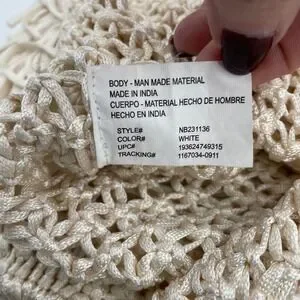 BODY - MAN MADE MATERIAL
MADE IN INDIA
CUERPO - MATERIAL HECHO DE HOMBRE
HECHO EN INDIA
STYLE# NB231136
COLOR# WHITE
UPC# 193624749315
TRACKING# 1167034-0911